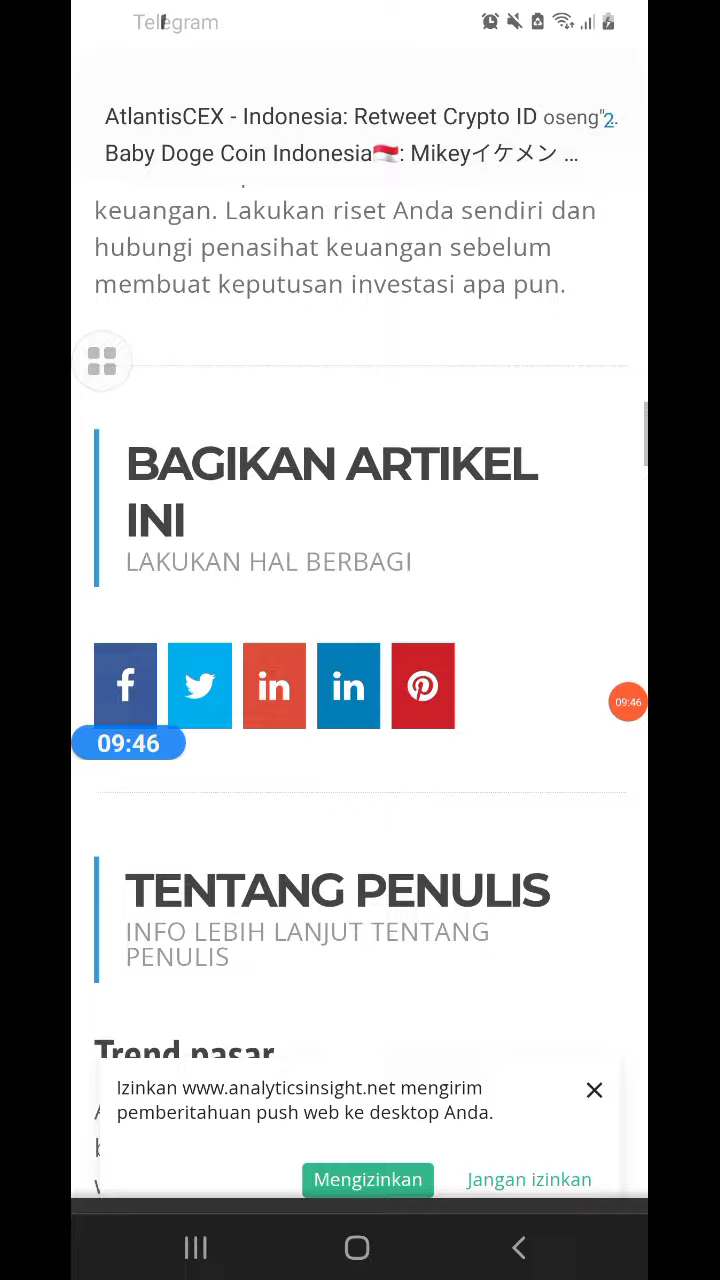 Telegram
AtlantisCEX - Indonesia: Retweet Crypto ID oseng" 2.
Baby Doge Coin Indonesia🇮🇩: Mikeyイケメン ...
keuangan. Lakukan riset Anda sendiri dan
hubungi penasihat keuangan sebelum
membuat keputusan investasi apa pun.
BAGIKAN ARTIKEL
INI
LAKUKAN HAL BERBAGI
f in in
09:46
09:46
TENTANG PENULIS
INFO LEBIH LANJUT TENTANG
PENULIS
Trend pasar
Izinkan www.analyticsinsight.net mengirim
pemberitahuan push web ke desktop Anda.
Mengizinkan Jangan izinkan